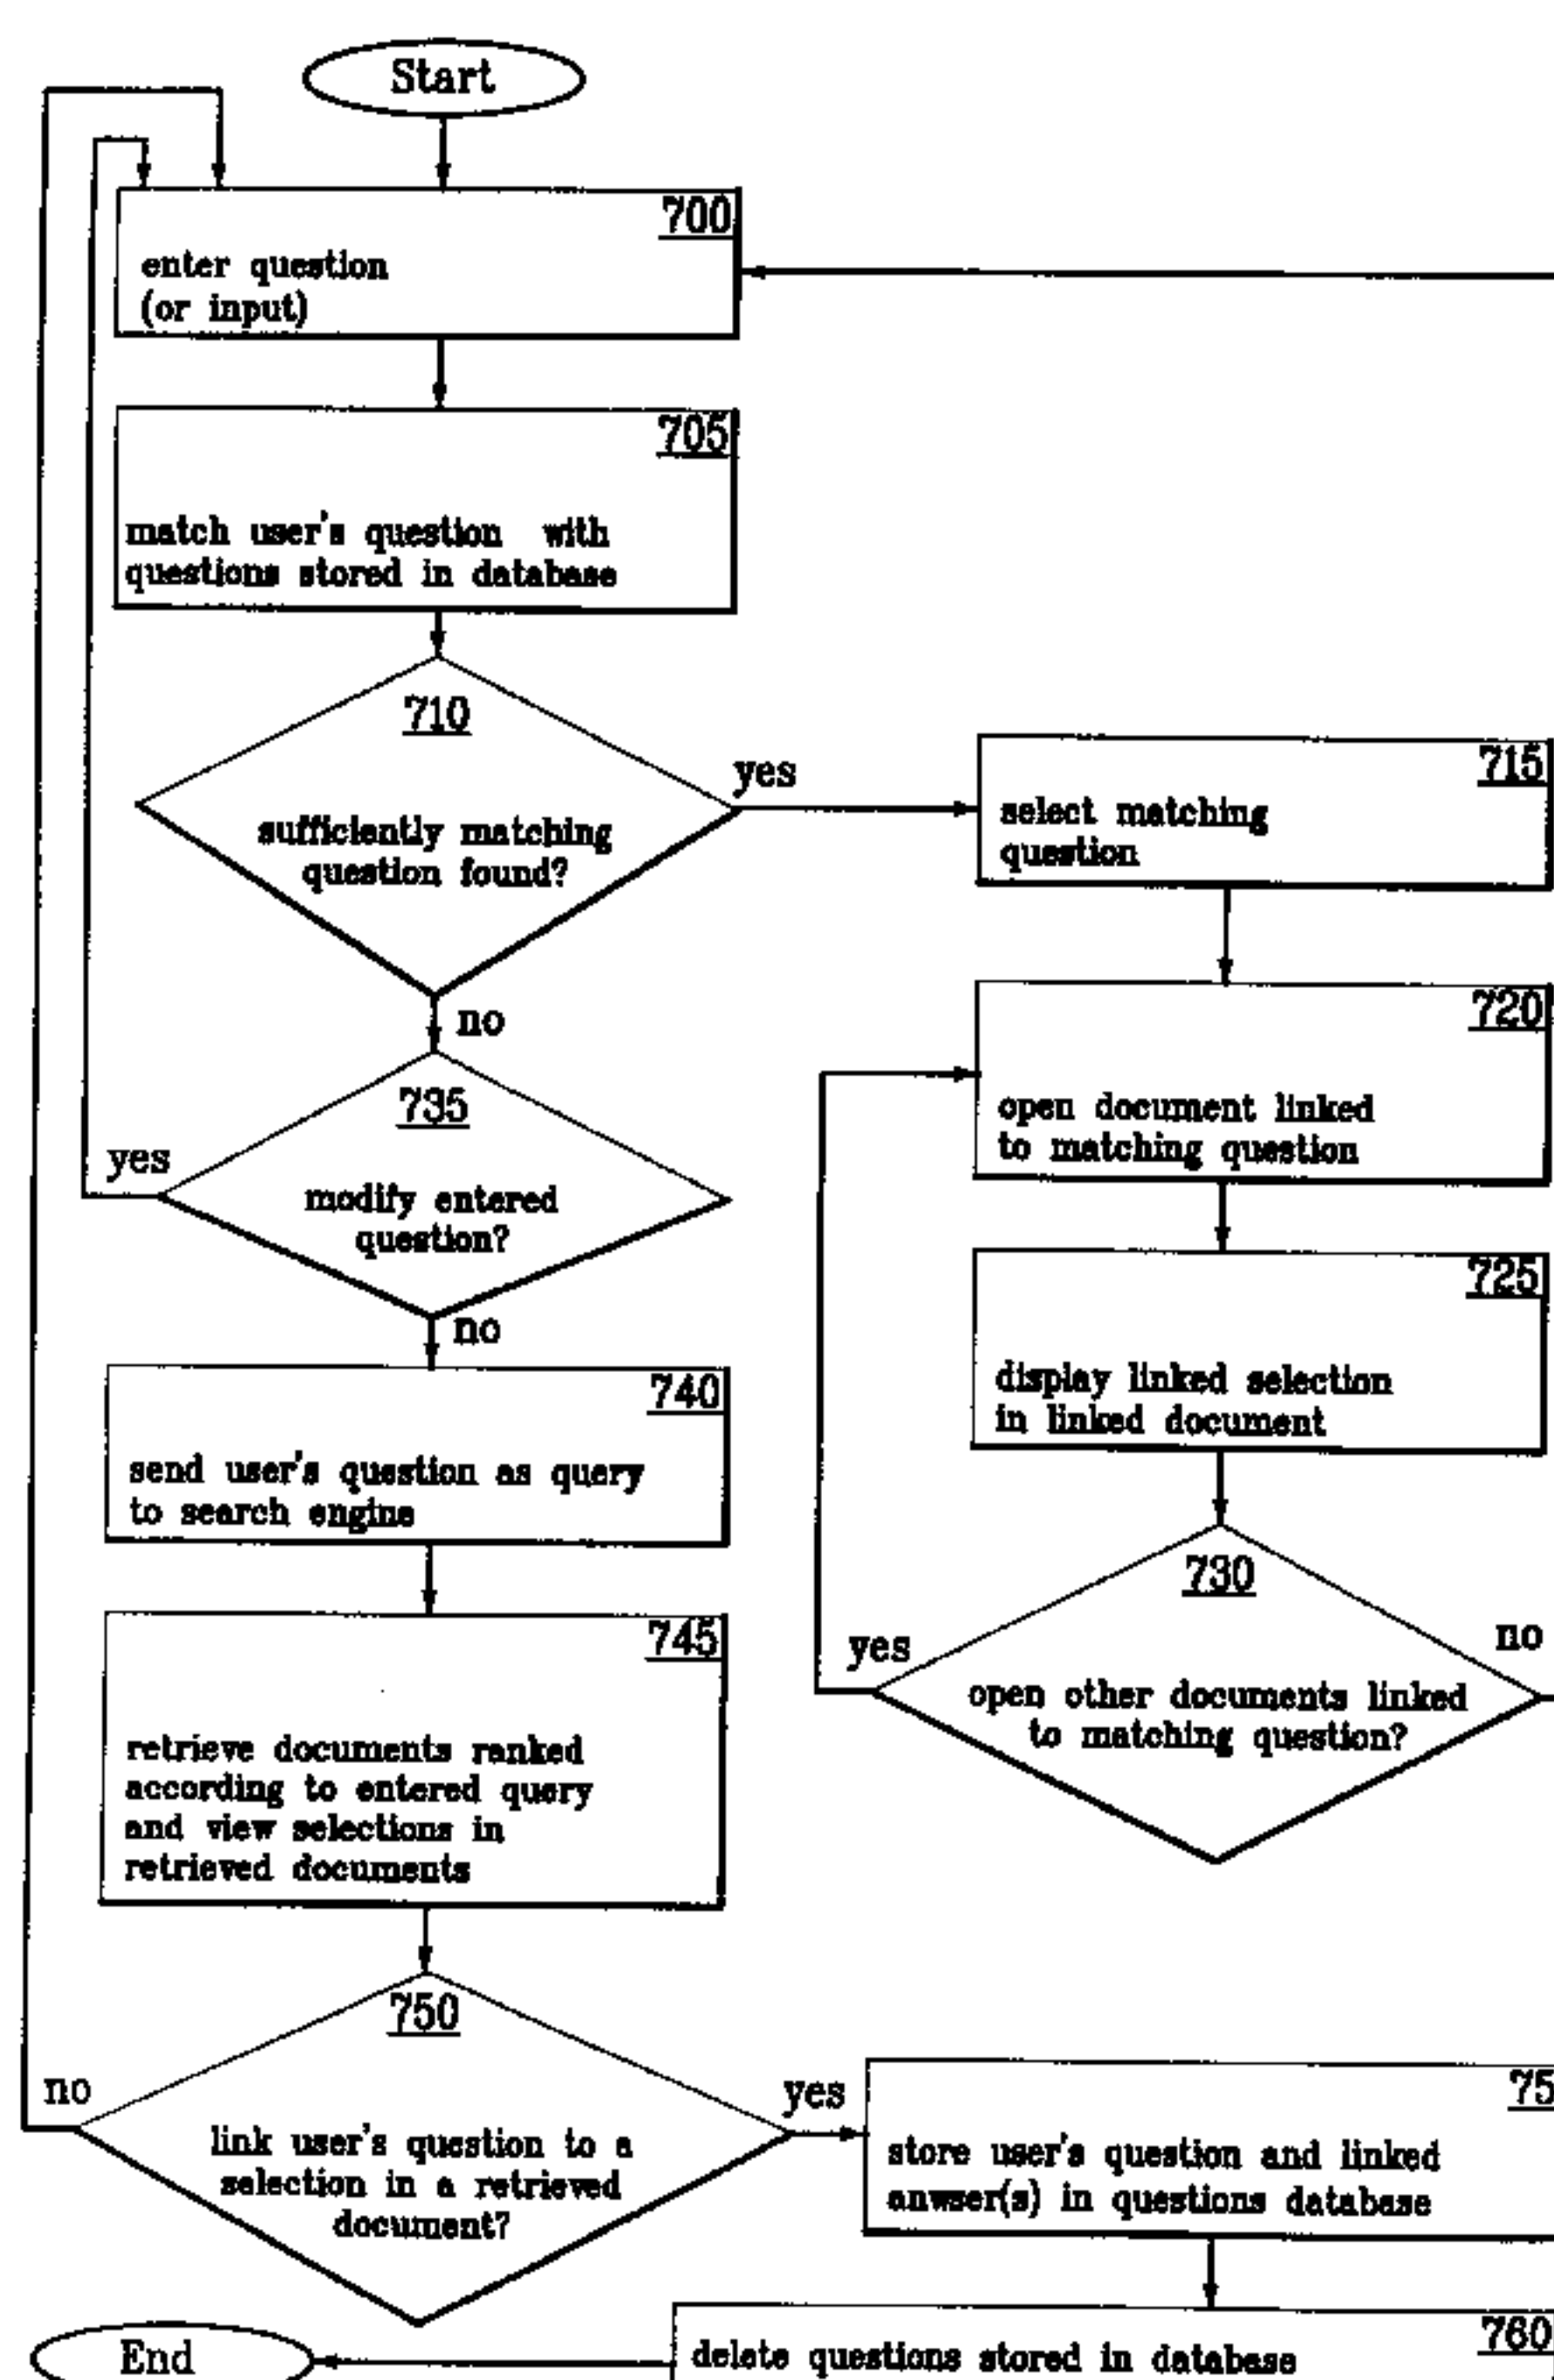 Start
700
enter question
(or input)
705
match user's question with
questions stored in database
710
sufficiently matching
question found?
yes
no
715
select matching
question
720
open document linked
to matching question
725
display linked selection
in linked document
730
open other documents linked
to matching question?
yes
no
735
modify entered
question?
yes
no
740
send user's question as query
to search engine
745
retrieve documents ranked
according to entered query
and view selections in
retrieved documents
750
link user's question to a
selection in a retrieved
document?
no
yes
75
store user's question and linked
anwser(s) in questions database
760
delete questions stored in database
End